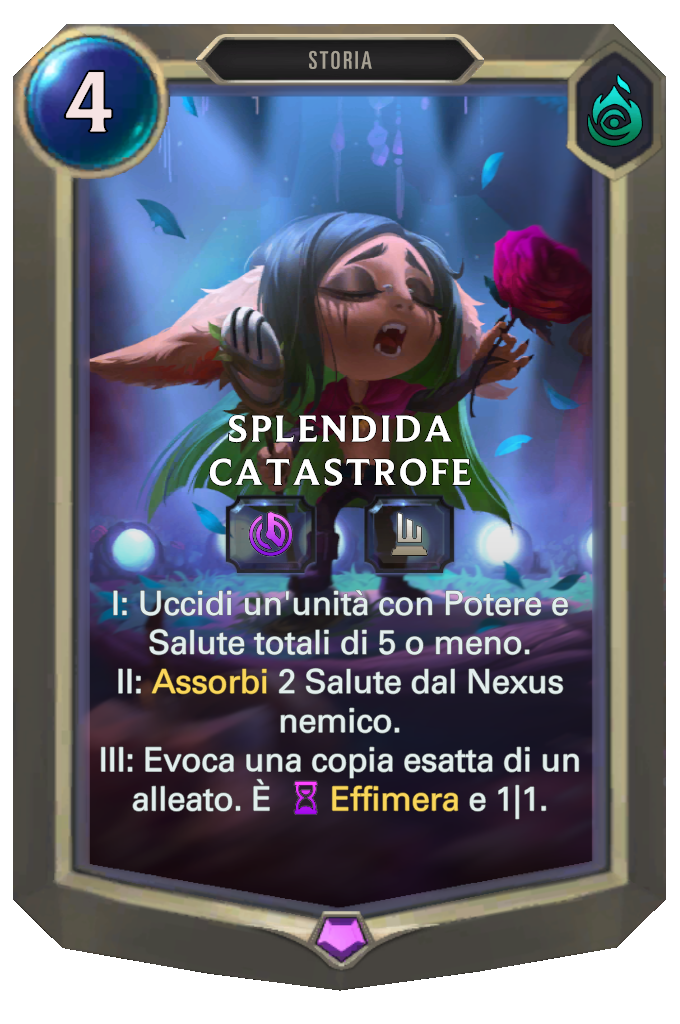 STORIA
4
SPLENDIDA
CATASTROFE
I: Uccidi un'unità con Potere e
Salute totali di 5 o meno.
II: Assorbi 2 Salute dal Nexus
nemico.
III: Evoca una copia esatta di un
alleato. È Effimera e 1|1.